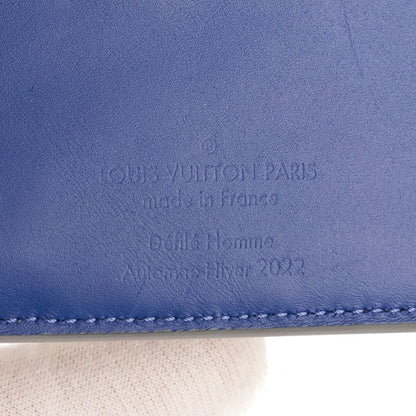 ®
LOUIS VUITTON PARIS
made in France
Défilé Homme
Automne-Hiver 2022